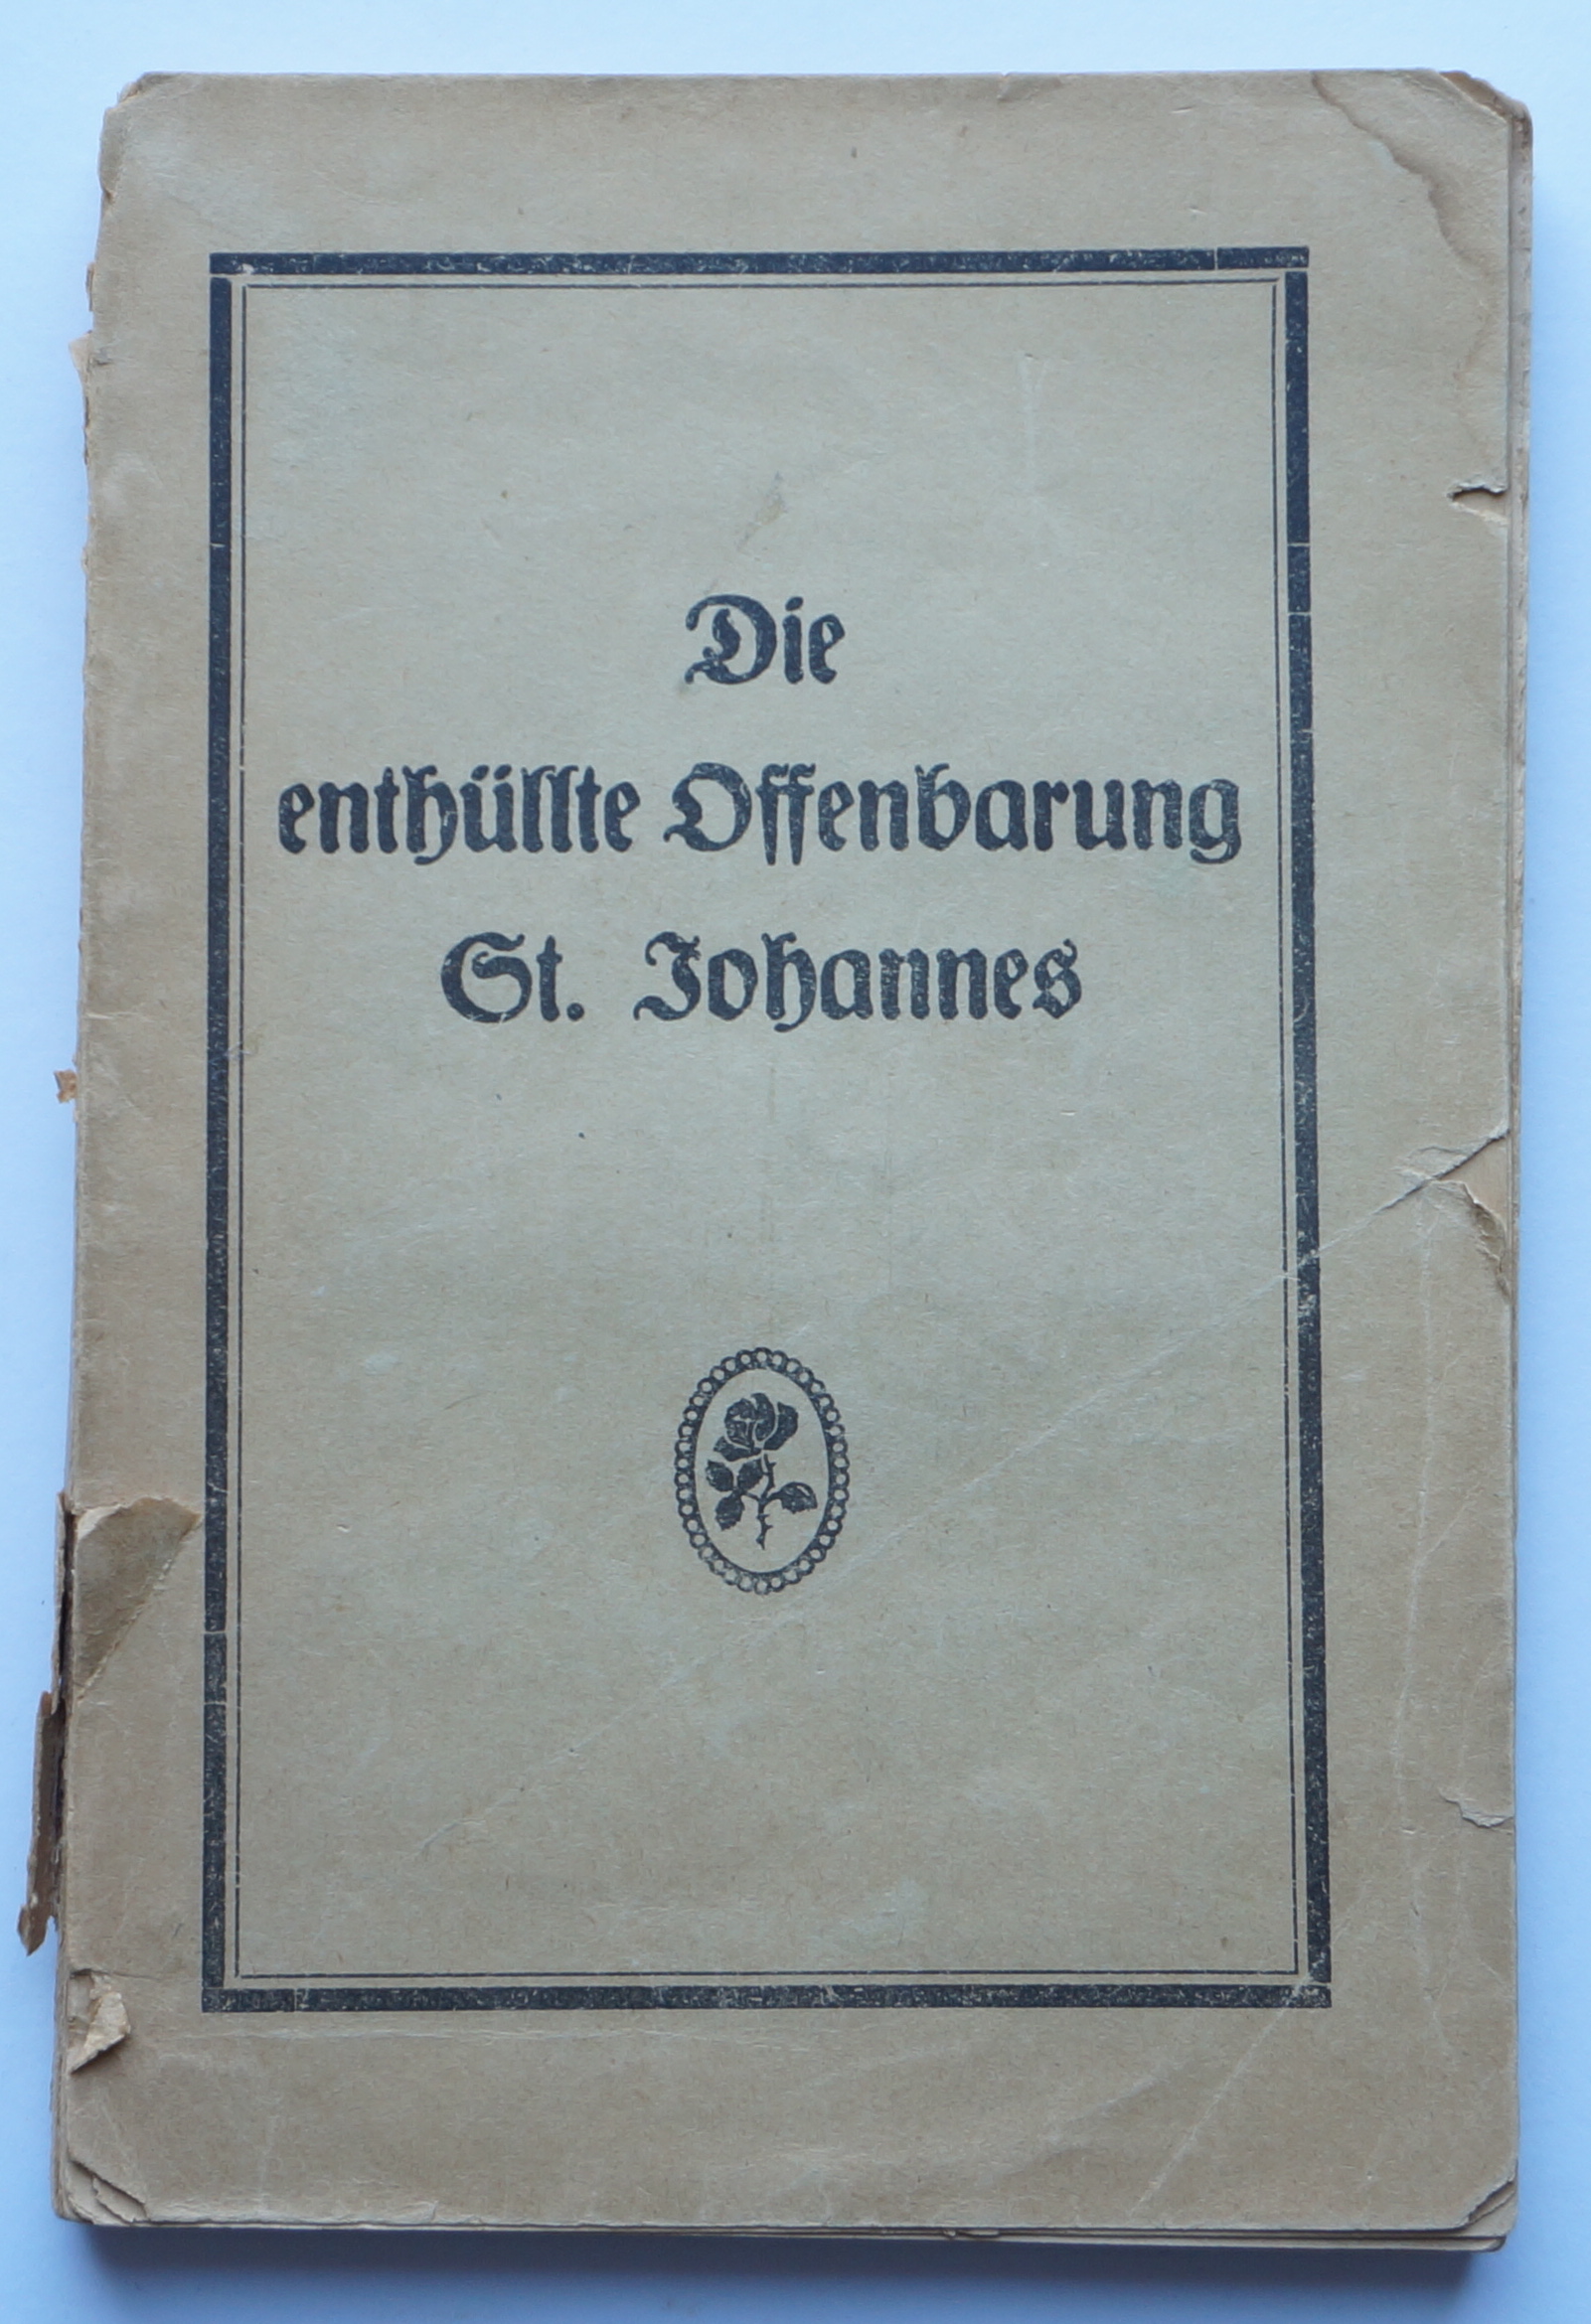 Die
enthüllte Offenbarung
St. Johannes